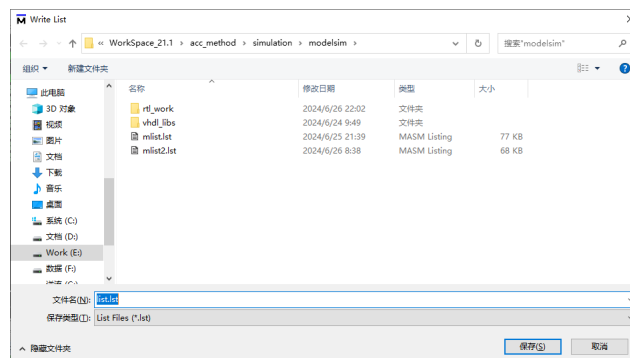 Write List
« WorkSpace_21.1 › acc_method › simulation › modelsim ›
搜索"modelsim"
组织
新建文件夹
此电脑
3D 对象
视频
图片
文档
下载
音乐
桌面
系统 (C:)
文档 (D:)
Work (E:)
数据 (F:)
名称 修改日期 类型 大小
rtl_work 2024/6/26 22:02 文件夹
vhdl_libs 2024/6/24 9:49 文件夹
mlist.lst 2024/6/25 21:39 MASM Listing 77 KB
mlist2.lst 2024/6/26 8:38 MASM Listing 68 KB
文件名(N): list.lst
保存类型(T): List Files (*.lst)
隐藏文件夹
保存(S) 取消